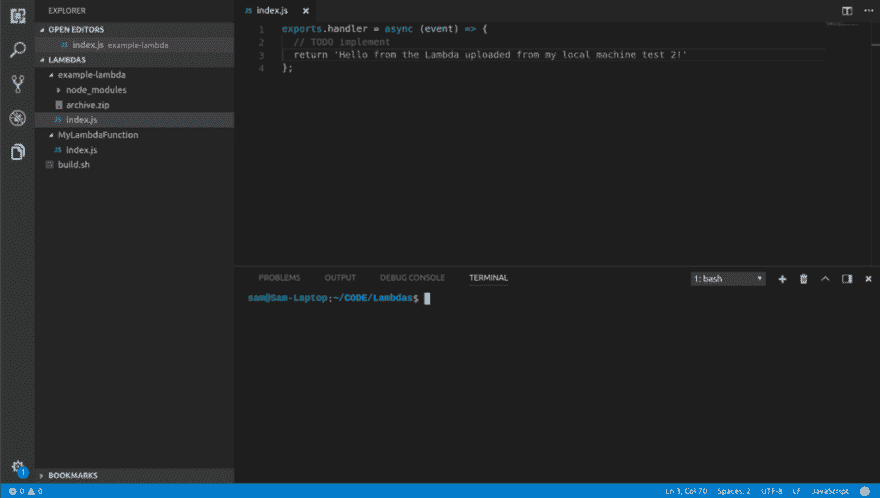 EXPLORER
OPEN EDITORS
JS index.js example-lambda
LAMBDAS
example-lambda
node_modules
archive.zip
JS index.js
MyLambdaFunction
JS index.js
build.sh
BOOKMARKS
JS index.js
1 exports.handler = async (event) => {
2 // TODO implement
3 return 'Hello from the Lambda uploaded from my local machine test 2!'
4 };
PROBLEMS OUTPUT DEBUG CONSOLE TERMINAL 1: bash
sam@Sam-Laptop:~/CODE/Lambdas$
1
0 0 Ln 3, Col 70 Spaces: 2 UTF-8 LF JavaScript